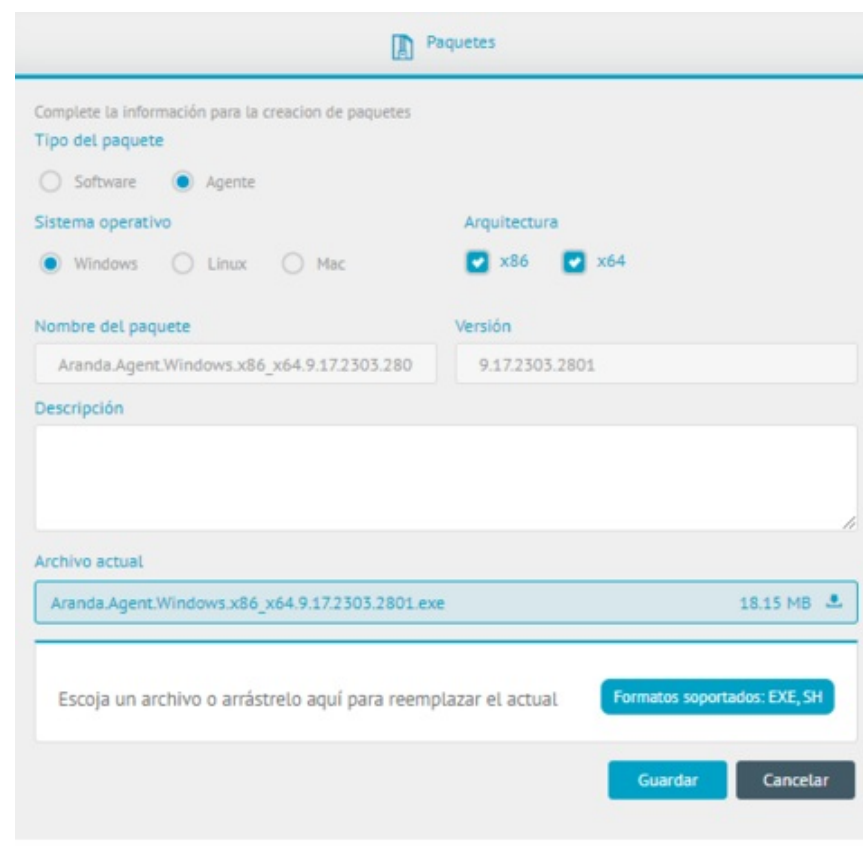 Paquetes
Complete la información para la creacion de paquetes
Tipo del paquete
Software Agente
Sistema operativo Arquitectura
Windows Linux Mac x86 x64
Nombre del paquete Versión
Aranda.Agent.Windows.x86_x64.9.17.2303.280 9.17.2303.2801
Descripción
Archivo actual
Aranda.Agent.Windows.x86_x64.9.17.2303.2801.exe 18.15 MB
Escoja un archivo o arrástrelo aquí para reemplazar el actual Formatos soportados: EXE, SH
Guardar Cancelar